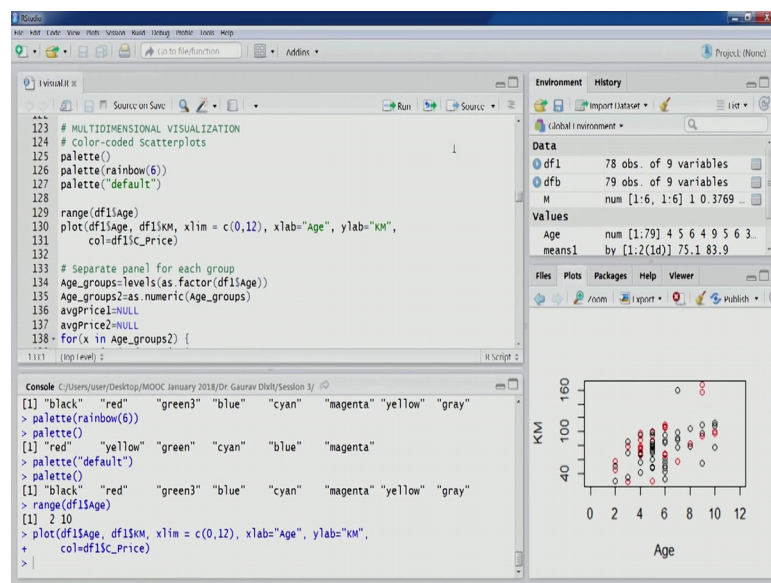 RStudio
File Edit Code View Plots Session Build Debug Profile Tools Help
Go to file/function
Addins
Project: (None)
1 visual.R
Source on Save
Run
Source
123 # MULTIDIMENSIONAL VISUALIZATION
124 # Color-coded Scatterplots
125 palette()
126 palette(rainbow(6))
127 palette("default")
128
129 range(df1$Age)
130 plot(df1$Age, df1$KM, xlim = c(0,12), xlab="Age", ylab="KM",
131 col=df1$C_Price)
132
133 # Separate panel for each group
134 Age_groups=levels(as.factor(df1$Age))
135 Age_groups2=as.numeric(Age_groups)
136 avgPrice1=NULL
137 avgPrice2=NULL
138 for(x in Age_groups2) {
(Top Level)
R Script
Console C:/Users/user/Desktop/MOOC January 2018/Dr. Gaurav Dixit/Session 3/
[1] "black" "red" "green3" "blue" "cyan" "magenta" "yellow" "gray"
> palette(rainbow(6))
> palette()
[1] "red" "yellow" "green" "cyan" "blue" "magenta"
> palette("default")
> palette()
[1] "black" "red" "green3" "blue" "cyan" "magenta" "yellow" "gray"
> range(df1$Age)
[1] 2 10
> plot(df1$Age, df1$KM, xlim = c(0,12), xlab="Age", ylab="KM",
+ col=df1$C_Price)
>
Environment History
Import Dataset
List
Global Environment
Data
df1 78 obs. of 9 variables
dfb 79 obs. of 9 variables
M num [1:6, 1:6] 1 0.3769 ...
Values
Age num [1:79] 4 5 6 4 9 5 6 3...
means1 by [1:2(1d)] 75.1 83.9
Files Plots Packages Help Viewer
Zoom Export Publish
KM
160
100
40
0 2 4 6 8 10 12
Age